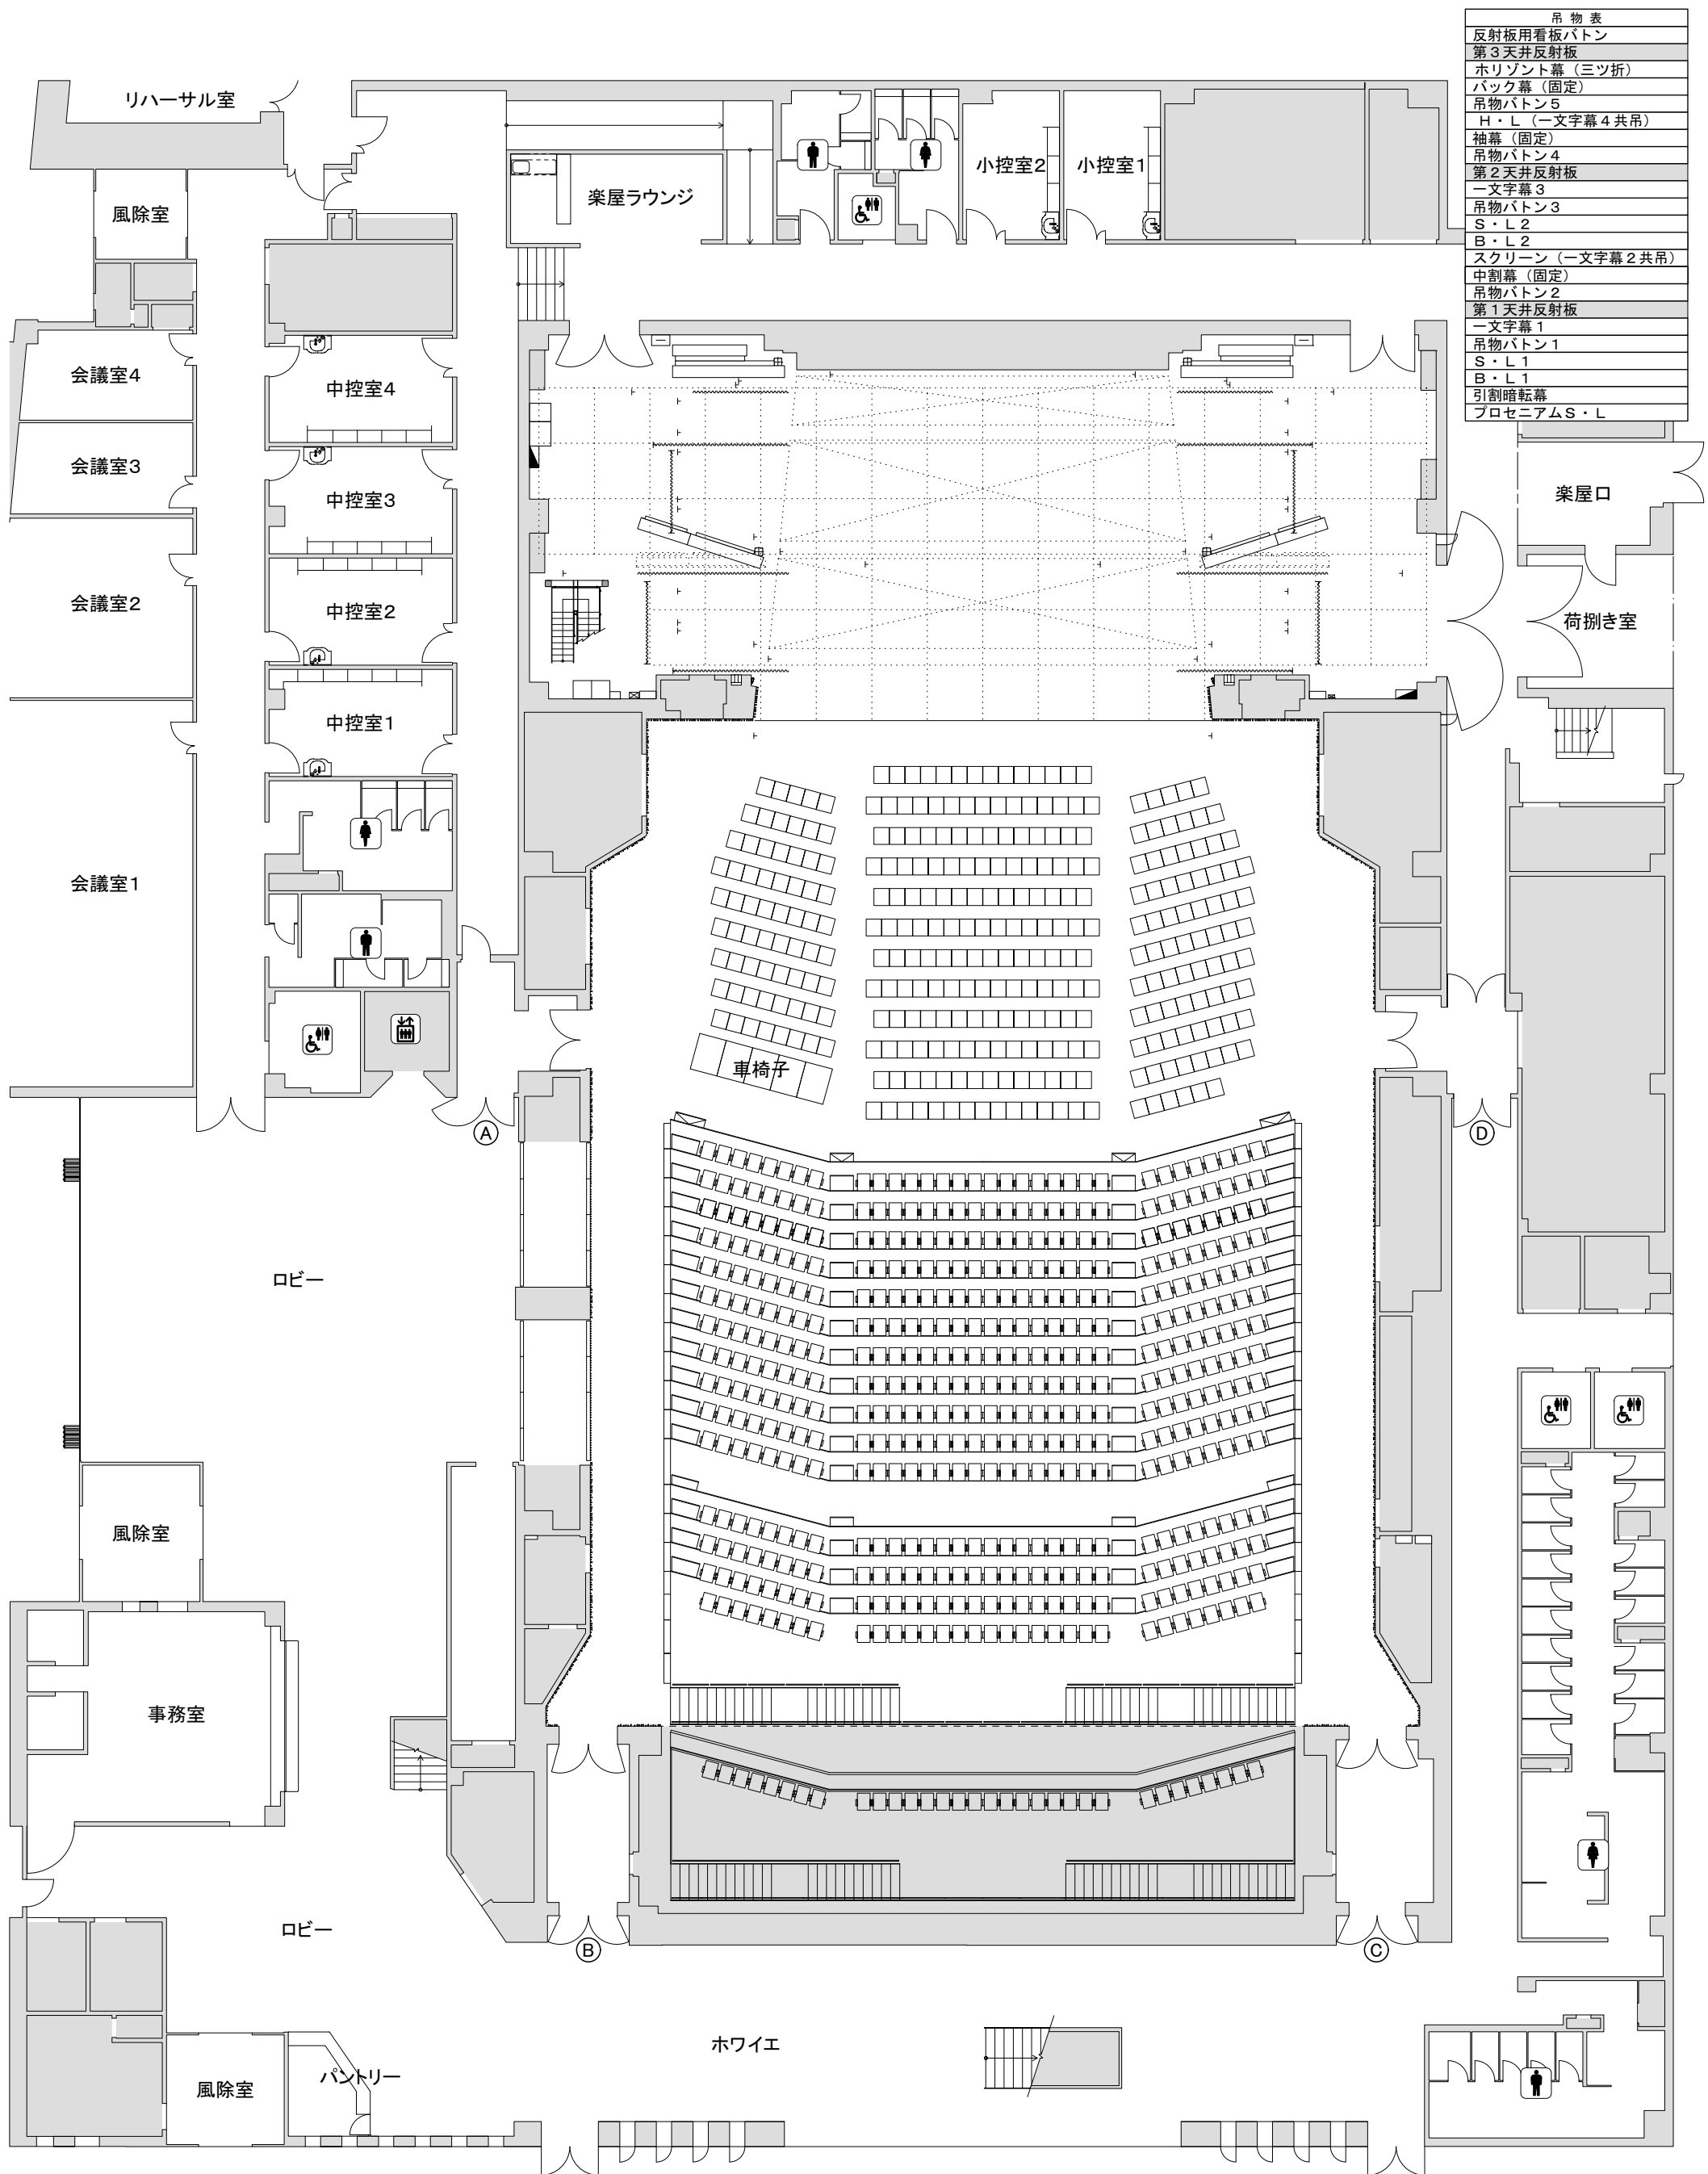 吊物表
反射板用看板バトン
第3天井反射板
ホリゾント幕（三ツ折）
バック幕（固定）
吊物バトン5
H・L（一文字幕4共吊）
袖幕（固定）
吊物バトン4
第2天井反射板
一文字幕3
吊物バトン3
S・L2
B・L2
スクリーン（一文字幕2共吊）
中割幕（固定）
吊物バトン2
第1天井反射板
一文字幕1
吊物バトン1
S・L1
B・L1
引割暗転幕
プロセニアムS・L
リハーサル室
風除室
楽屋ラウンジ
小控室2
小控室1
会議室4
中控室4
会議室3
中控室3
楽屋口
会議室2
中控室2
荷捌き室
中控室1
会議室1
車椅子
Ⓐ
Ⓓ
ロビー
風除室
事務室
ロビー
Ⓑ
Ⓒ
ホワイエ
パントリー
風除室